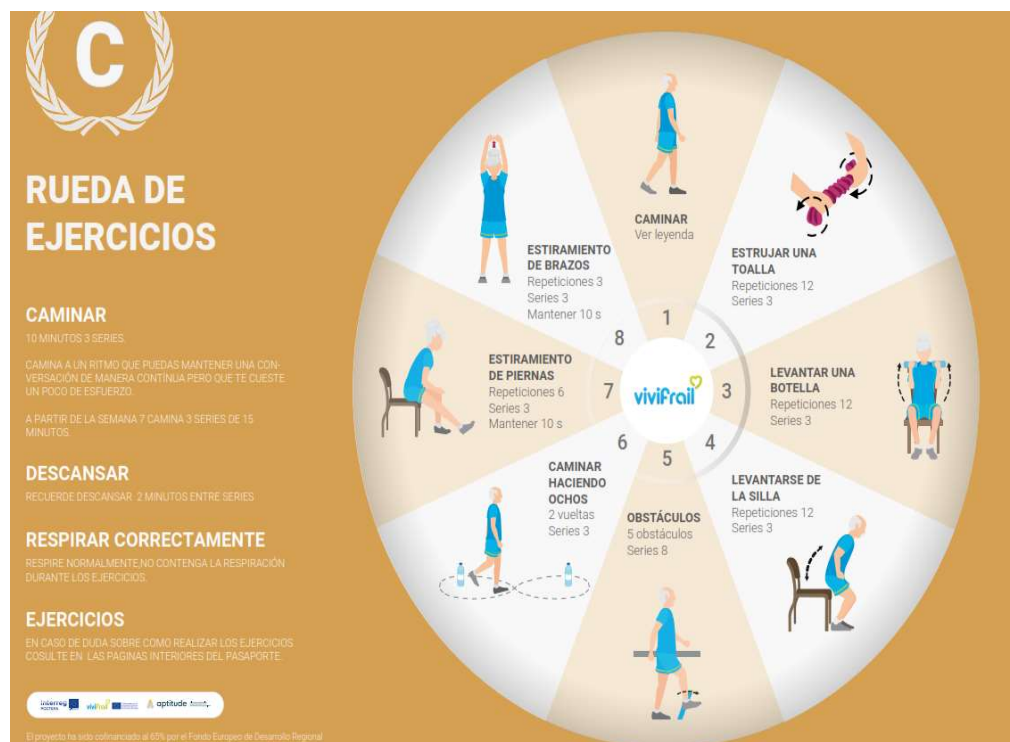 C
RUEDA DE
EJERCICIOS
CAMINAR
10 MINUTOS 3 SERIES.
CAMINA A UN RITMO QUE PUEDAS MANTENER UNA CON-
VERSACIÓN DE MANERA CONTÍNUA PERO QUE TE CUESTE
UN POCO DE ESFUERZO.
A PARTIR DE LA SEMANA 7 CAMINA 3 SERIES DE 15
MINUTOS.
DESCANSAR
RECUERDE DESCANSAR 2 MINUTOS ENTRE SERIES
RESPIRAR CORRECTAMENTE
RESPIRE NORMALMENTE,NO CONTENGA LA RESPIRACIÓN
DURANTE LOS EJERCICIOS.
EJERCICIOS
EN CASO DE DUDA SOBRE COMO REALIZAR LOS EJERCICIOS
COSULTE EN LAS PAGINAS INTERIORES DEL PASAPORTE.
Interreg
POCTEFA
vivifrail
aptitude
El proyecto ha sido cofinanciado al 65% por el Fondo Europeo de Desarrollo Regional
CAMINAR
Ver leyenda
1
ESTRUJAR UNA
TOALLA
Repeticiones 12
Series 3
2
LEVANTAR UNA
BOTELLA
Repeticiones 12
Series 3
3
LEVANTARSE DE
LA SILLA
Repeticiones 12
Series 3
4
OBSTÁCULOS
5 obstáculos
Series 8
5
CAMINAR
HACIENDO
OCHOS
2 vueltas
Series 3
6
ESTIRAMIENTO
DE PIERNAS
Repeticiones 6
Series 3
Mantener 10 s
7
ESTIRAMIENTO
DE BRAZOS
Repeticiones 3
Series 3
Mantener 10 s
8
vivifrail